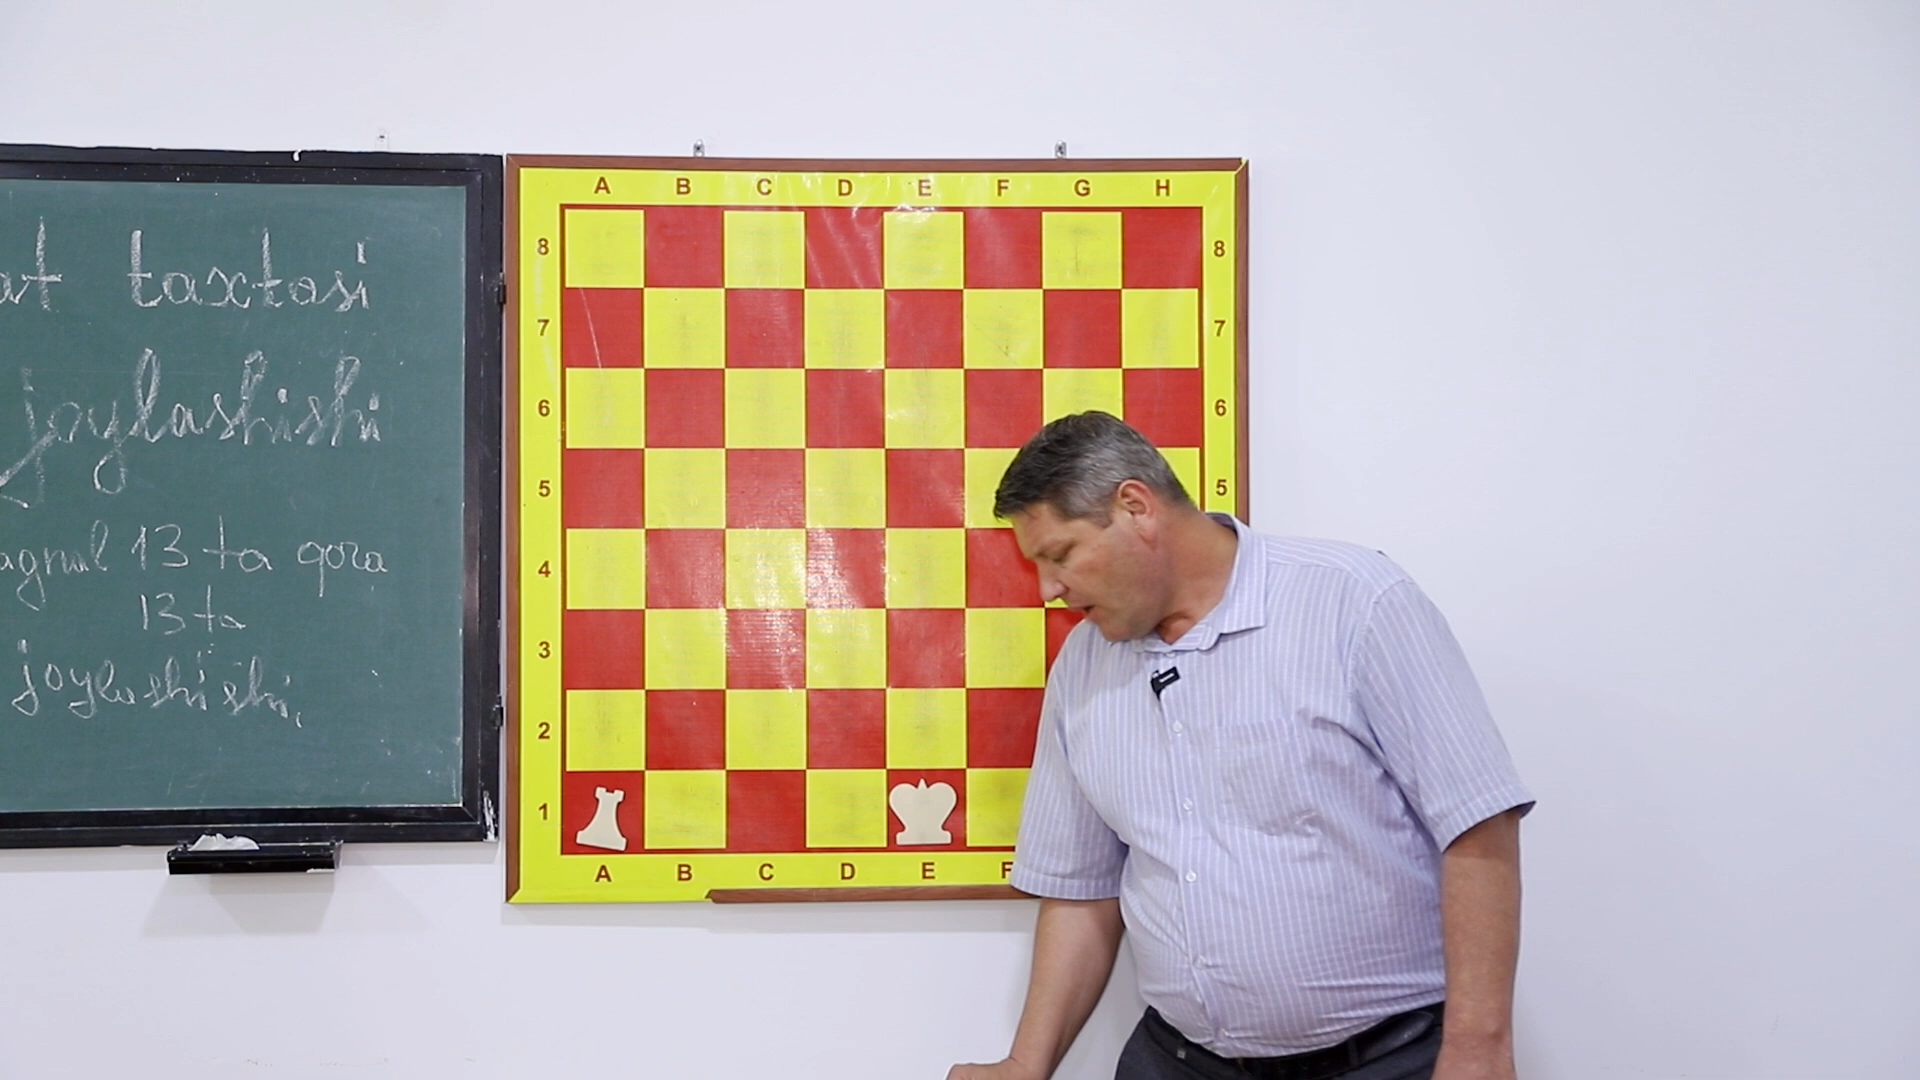 at taxtasi
joylashishi
agnal 13 ta qora
13 ta
joylashishi,
A B C D E F G H
8 8
7 7
6 6
5 5
4
3
2
1
A B C D E F